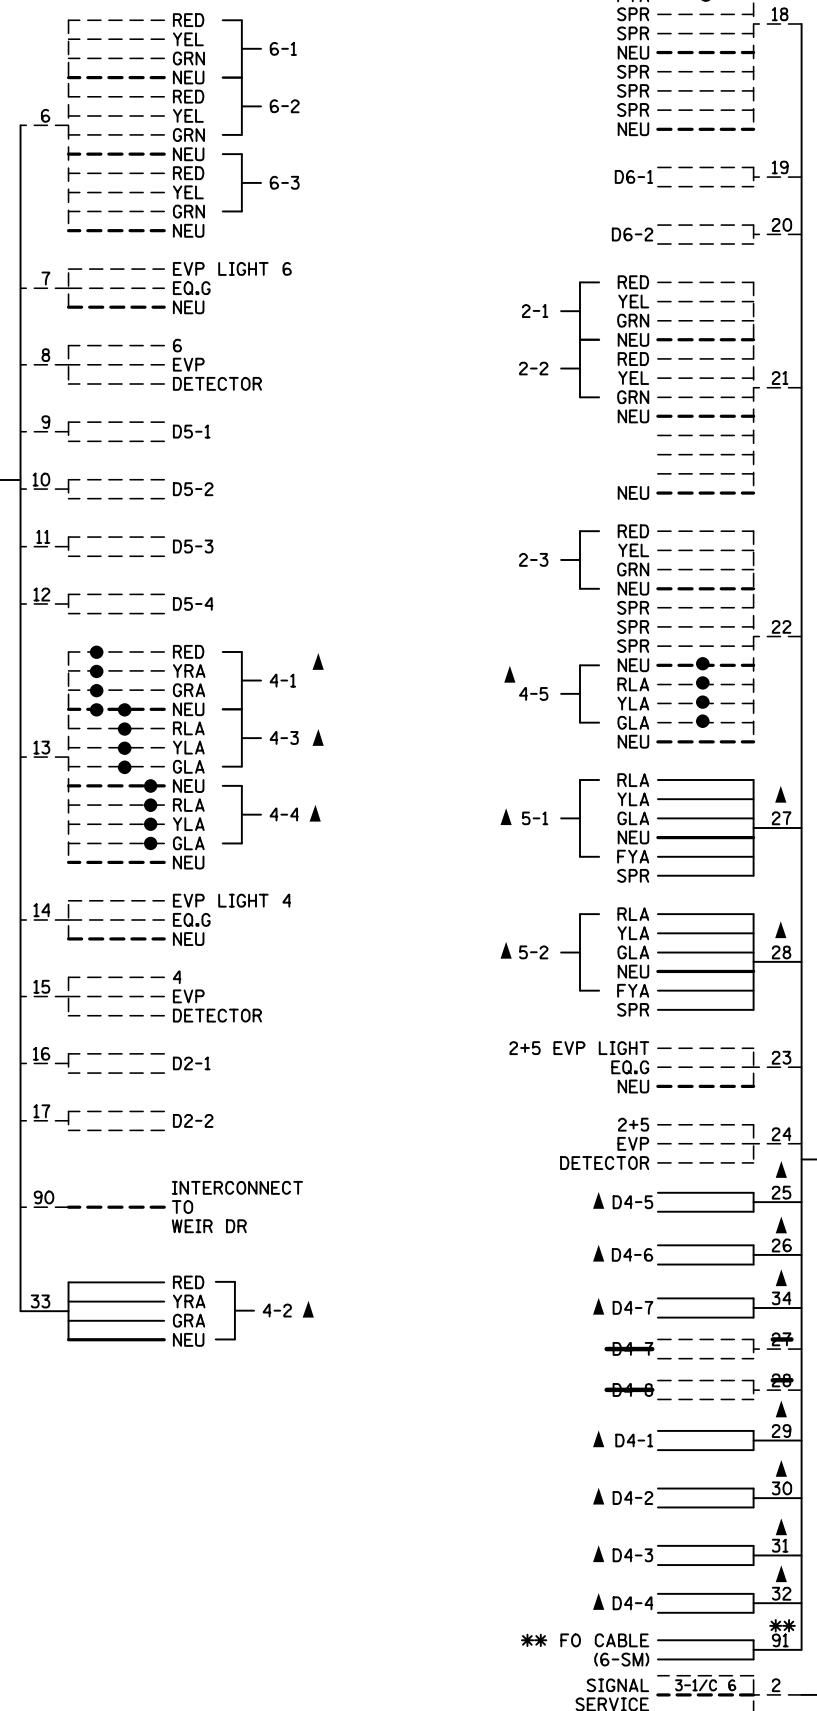 RED
YEL
GRN
NEU
6-1
RED
YEL
GRN
6-2
6
NEU
RED
YEL
GRN
NEU
6-3
7
EVP LIGHT 6
EQ.G
NEU
8
6
EVP
DETECTOR
9
D5-1
10
D5-2
11
D5-3
12
D5-4
13
RED
YRA
GRA
NEU
4-1 ▲
RLA
YLA
GLA
4-3 ▲
NEU
RLA
YLA
GLA
NEU
4-4 ▲
14
EVP LIGHT 4
EQ.G
NEU
15
4
EVP
DETECTOR
16
D2-1
17
D2-2
90
INTERCONNECT
TO
WEIR DR
33
RED
YRA
GRA
NEU
4-2 ▲
SPR
18
SPR
NEU
SPR
SPR
SPR
NEU
D6-1
19
D6-2
20
2-1
RED
YEL
GRN
NEU
2-2
RED
YEL
GRN
NEU
21
NEU
2-3
RED
YEL
GRN
NEU
SPR
SPR
SPR
22
▲ 4-5
NEU
RLA
YLA
GLA
NEU
▲ 5-1
RLA
YLA
GLA
NEU
FYA
SPR
▲
27
▲ 5-2
RLA
YLA
GLA
NEU
FYA
SPR
▲
28
2+5 EVP LIGHT
EQ.G
NEU
23
2+5
EVP
DETECTOR
24
▲ D4-5
▲
25
▲ D4-6
▲
26
▲ D4-7
▲
34
D4-7
27
D4-8
28
▲ D4-1
▲
29
▲ D4-2
▲
30
▲ D4-3
▲
31
▲ D4-4
▲
32
** FO CABLE
(6-SM)
**
91
SIGNAL
SERVICE
3-1/C 6
2